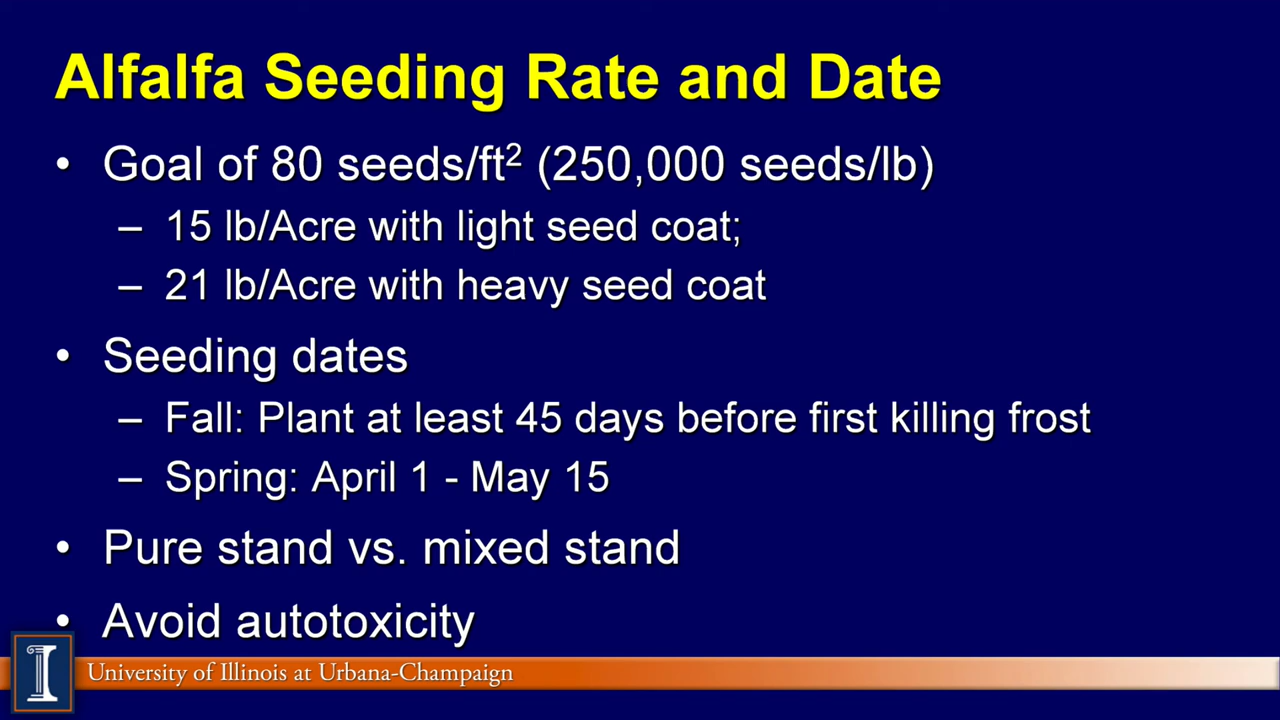 Alfalfa Seeding Rate and Date
• Goal of 80 seeds/ft² (250,000 seeds/lb)
– 15 lb/Acre with light seed coat;
– 21 lb/Acre with heavy seed coat
• Seeding dates
– Fall: Plant at least 45 days before first killing frost
– Spring: April 1 - May 15
• Pure stand vs. mixed stand
• Avoid autotoxicity
I
University of Illinois at Urbana-Champaign